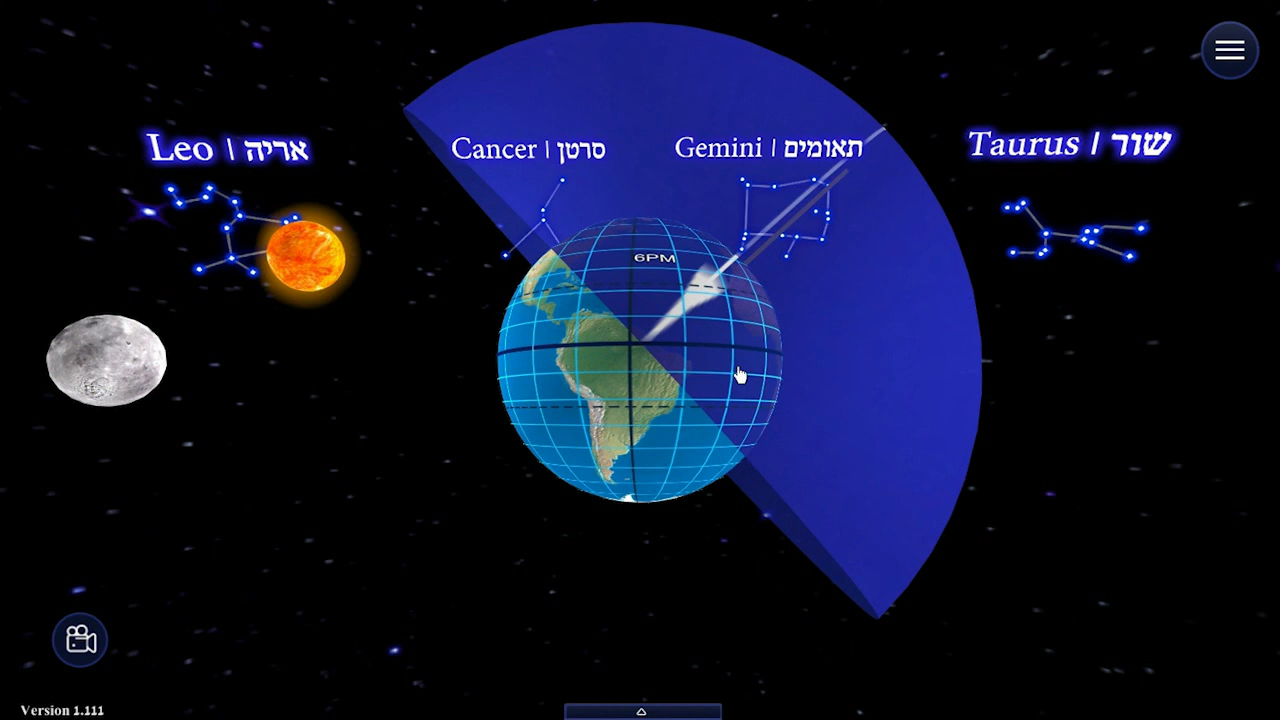 Leo | אריה
Cancer | סרטן
Gemini | תאומים
Taurus | שור
6PM
Version 1.111